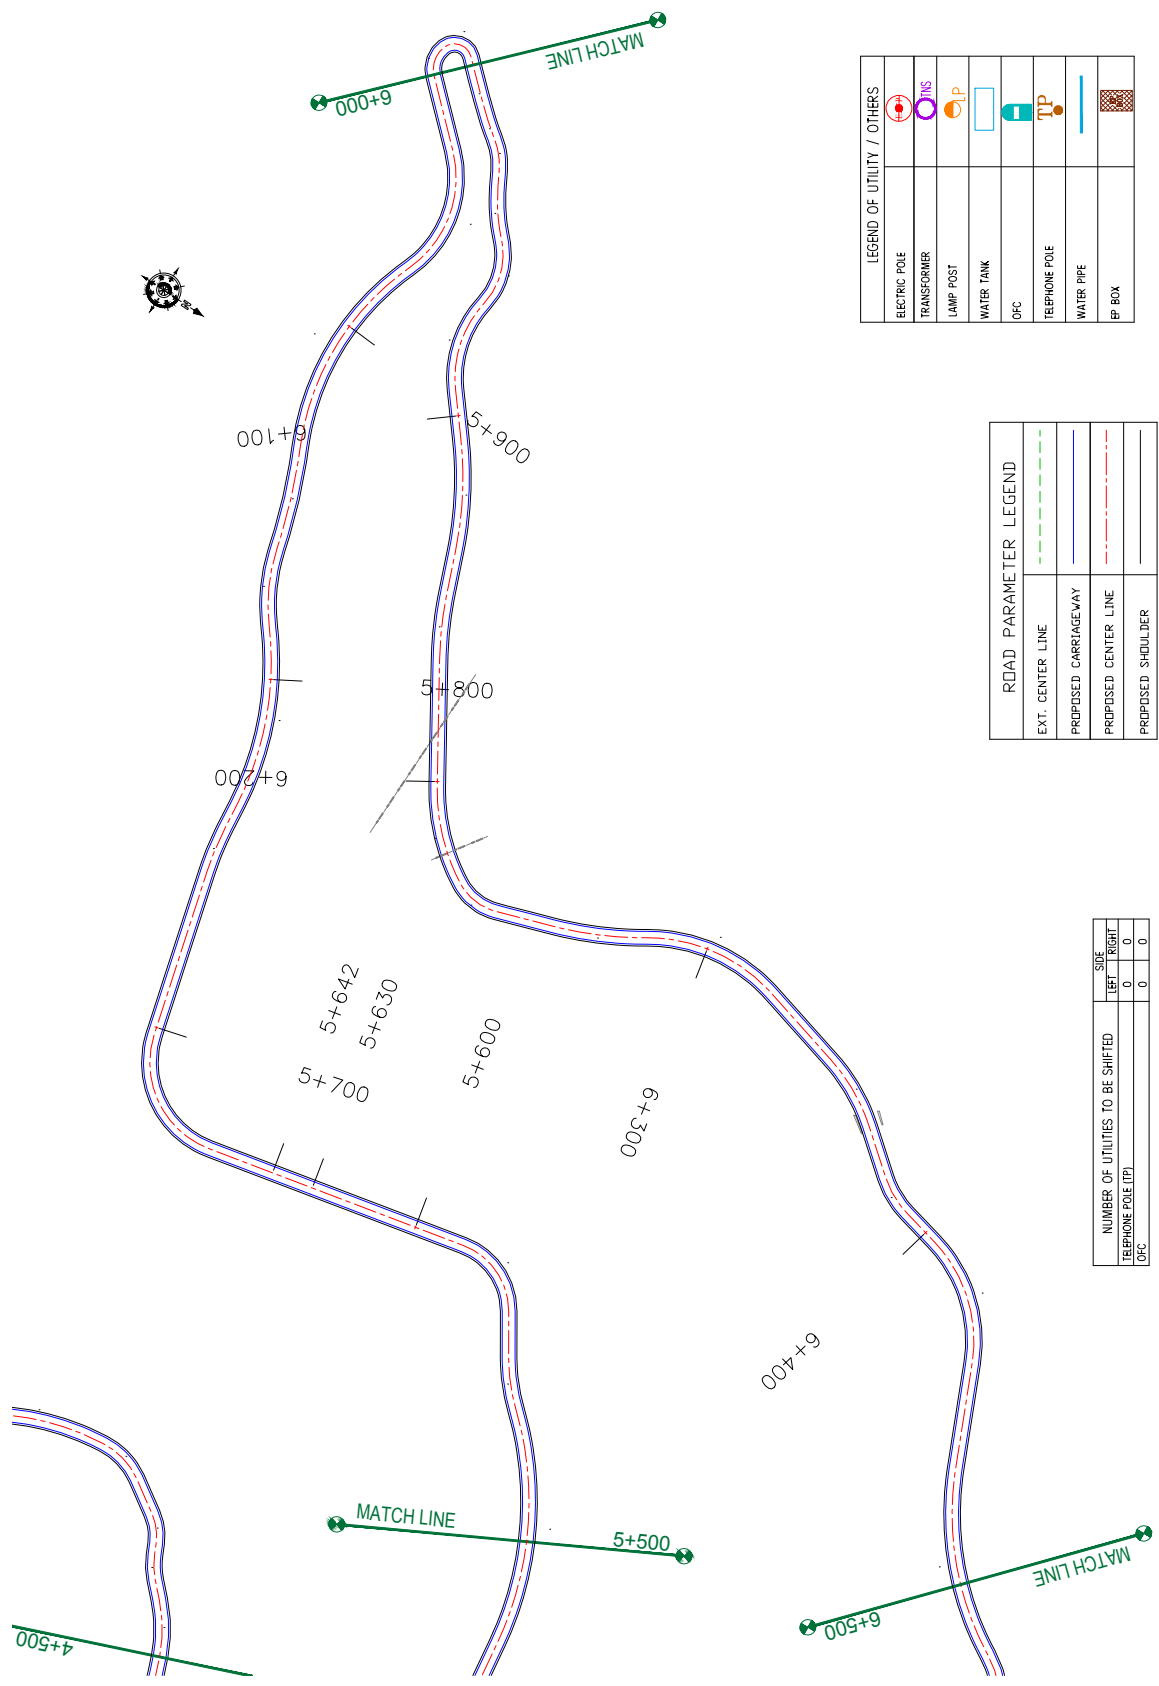 MATCH LINE
6+000
LEGEND OF UTILITY / OTHERS
ELECTRIC POLE
TRANSFORMER
TNS
LAMP POST
LP
WATER TANK
OFC
TELEPHONE POLE
TP
WATER PIPE
EP BOX
N
6+100
5+900
ROAD PARAMETER LEGEND
EXT. CENTER LINE
PROPOSED CARRIAGEWAY
PROPOSED CENTER LINE
PROPOSED SHOULDER
5+800
6+200
5+642
5+630
5+600
5+700
6+300
NUMBER OF UTILITIES TO BE SHIFTED
SIDE
LEFT RIGHT
TELEPHONE POLE (TP) 0 0
OFC 0 0
6+400
MATCH LINE
5+500
MATCH LINE
6+500
4+500